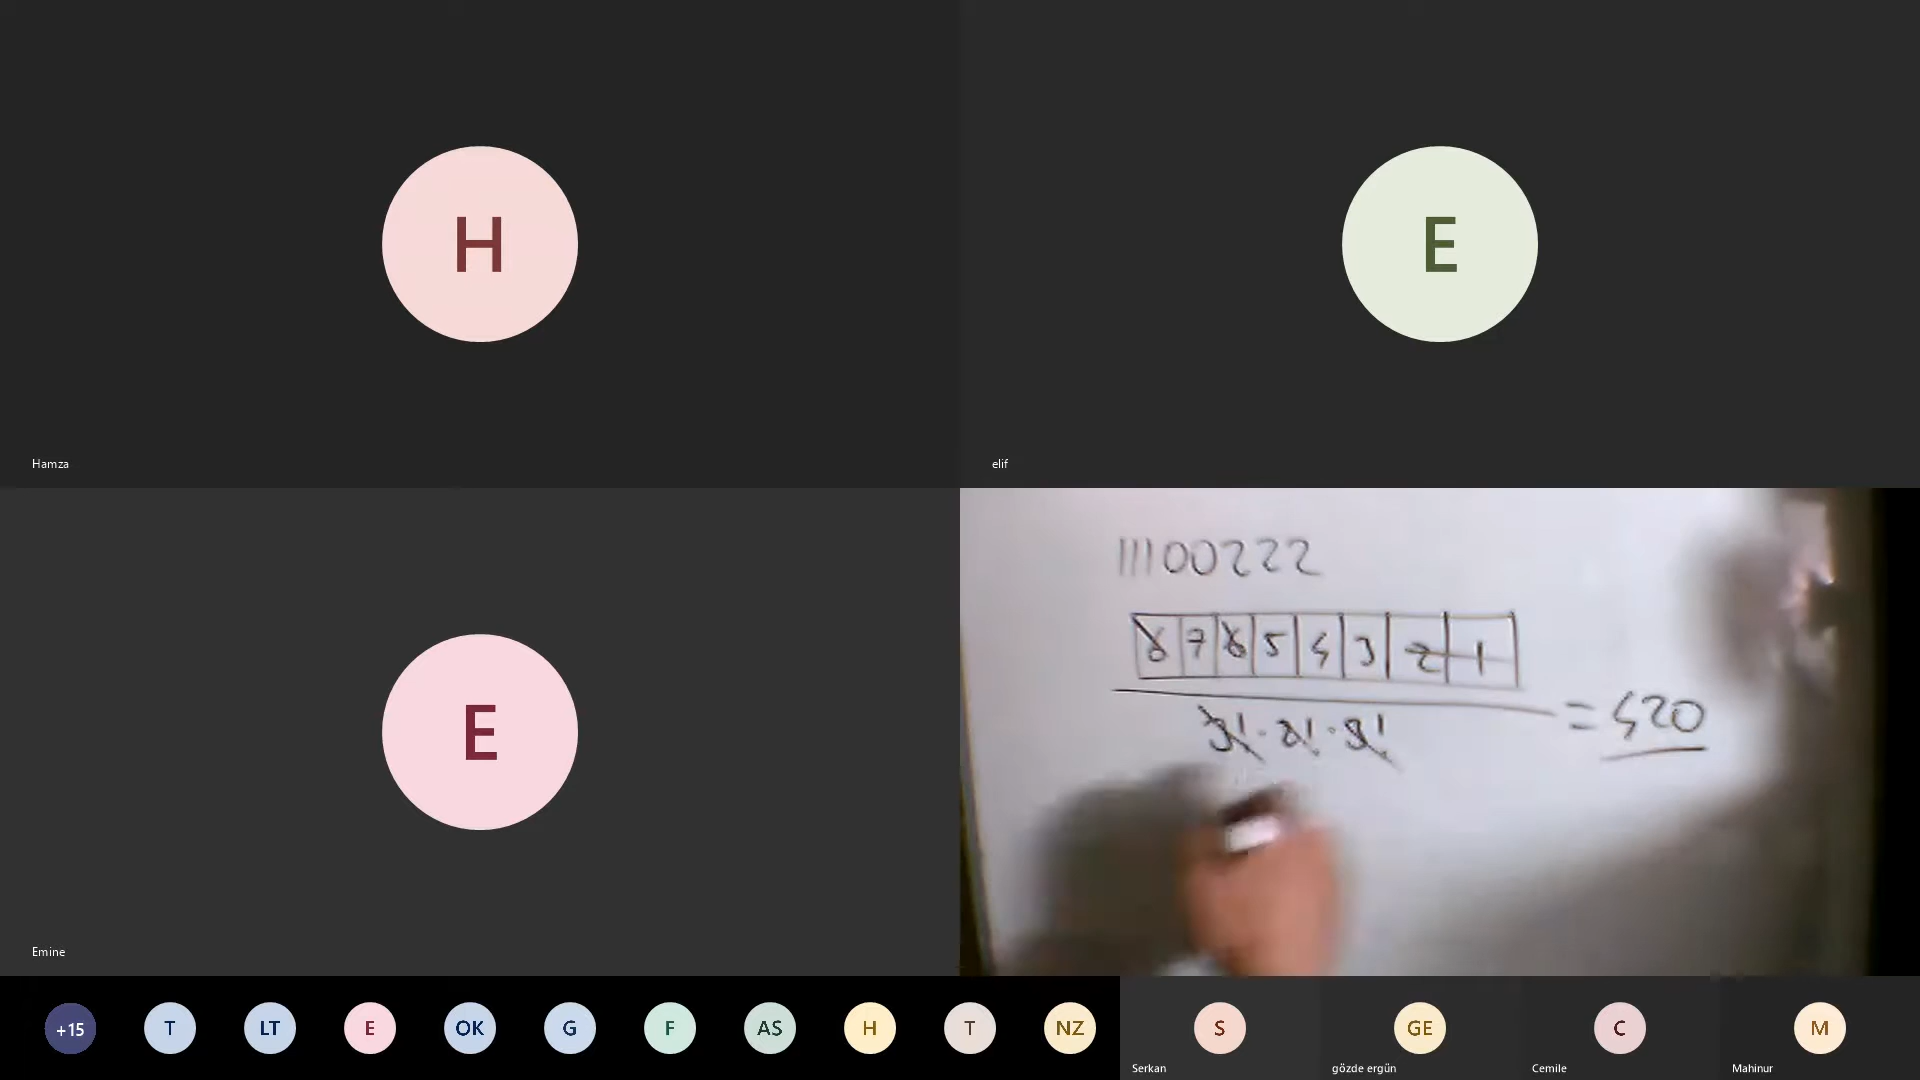 H
Hamza
E
elif
E
Emine
11100222
8 7 6 5 4 3 2 1
3! · 2! · 3!
= 420
+15 T LT E OK G F AS H T NZ S GE C M
Serkan gözde ergün Cemile Mahinur